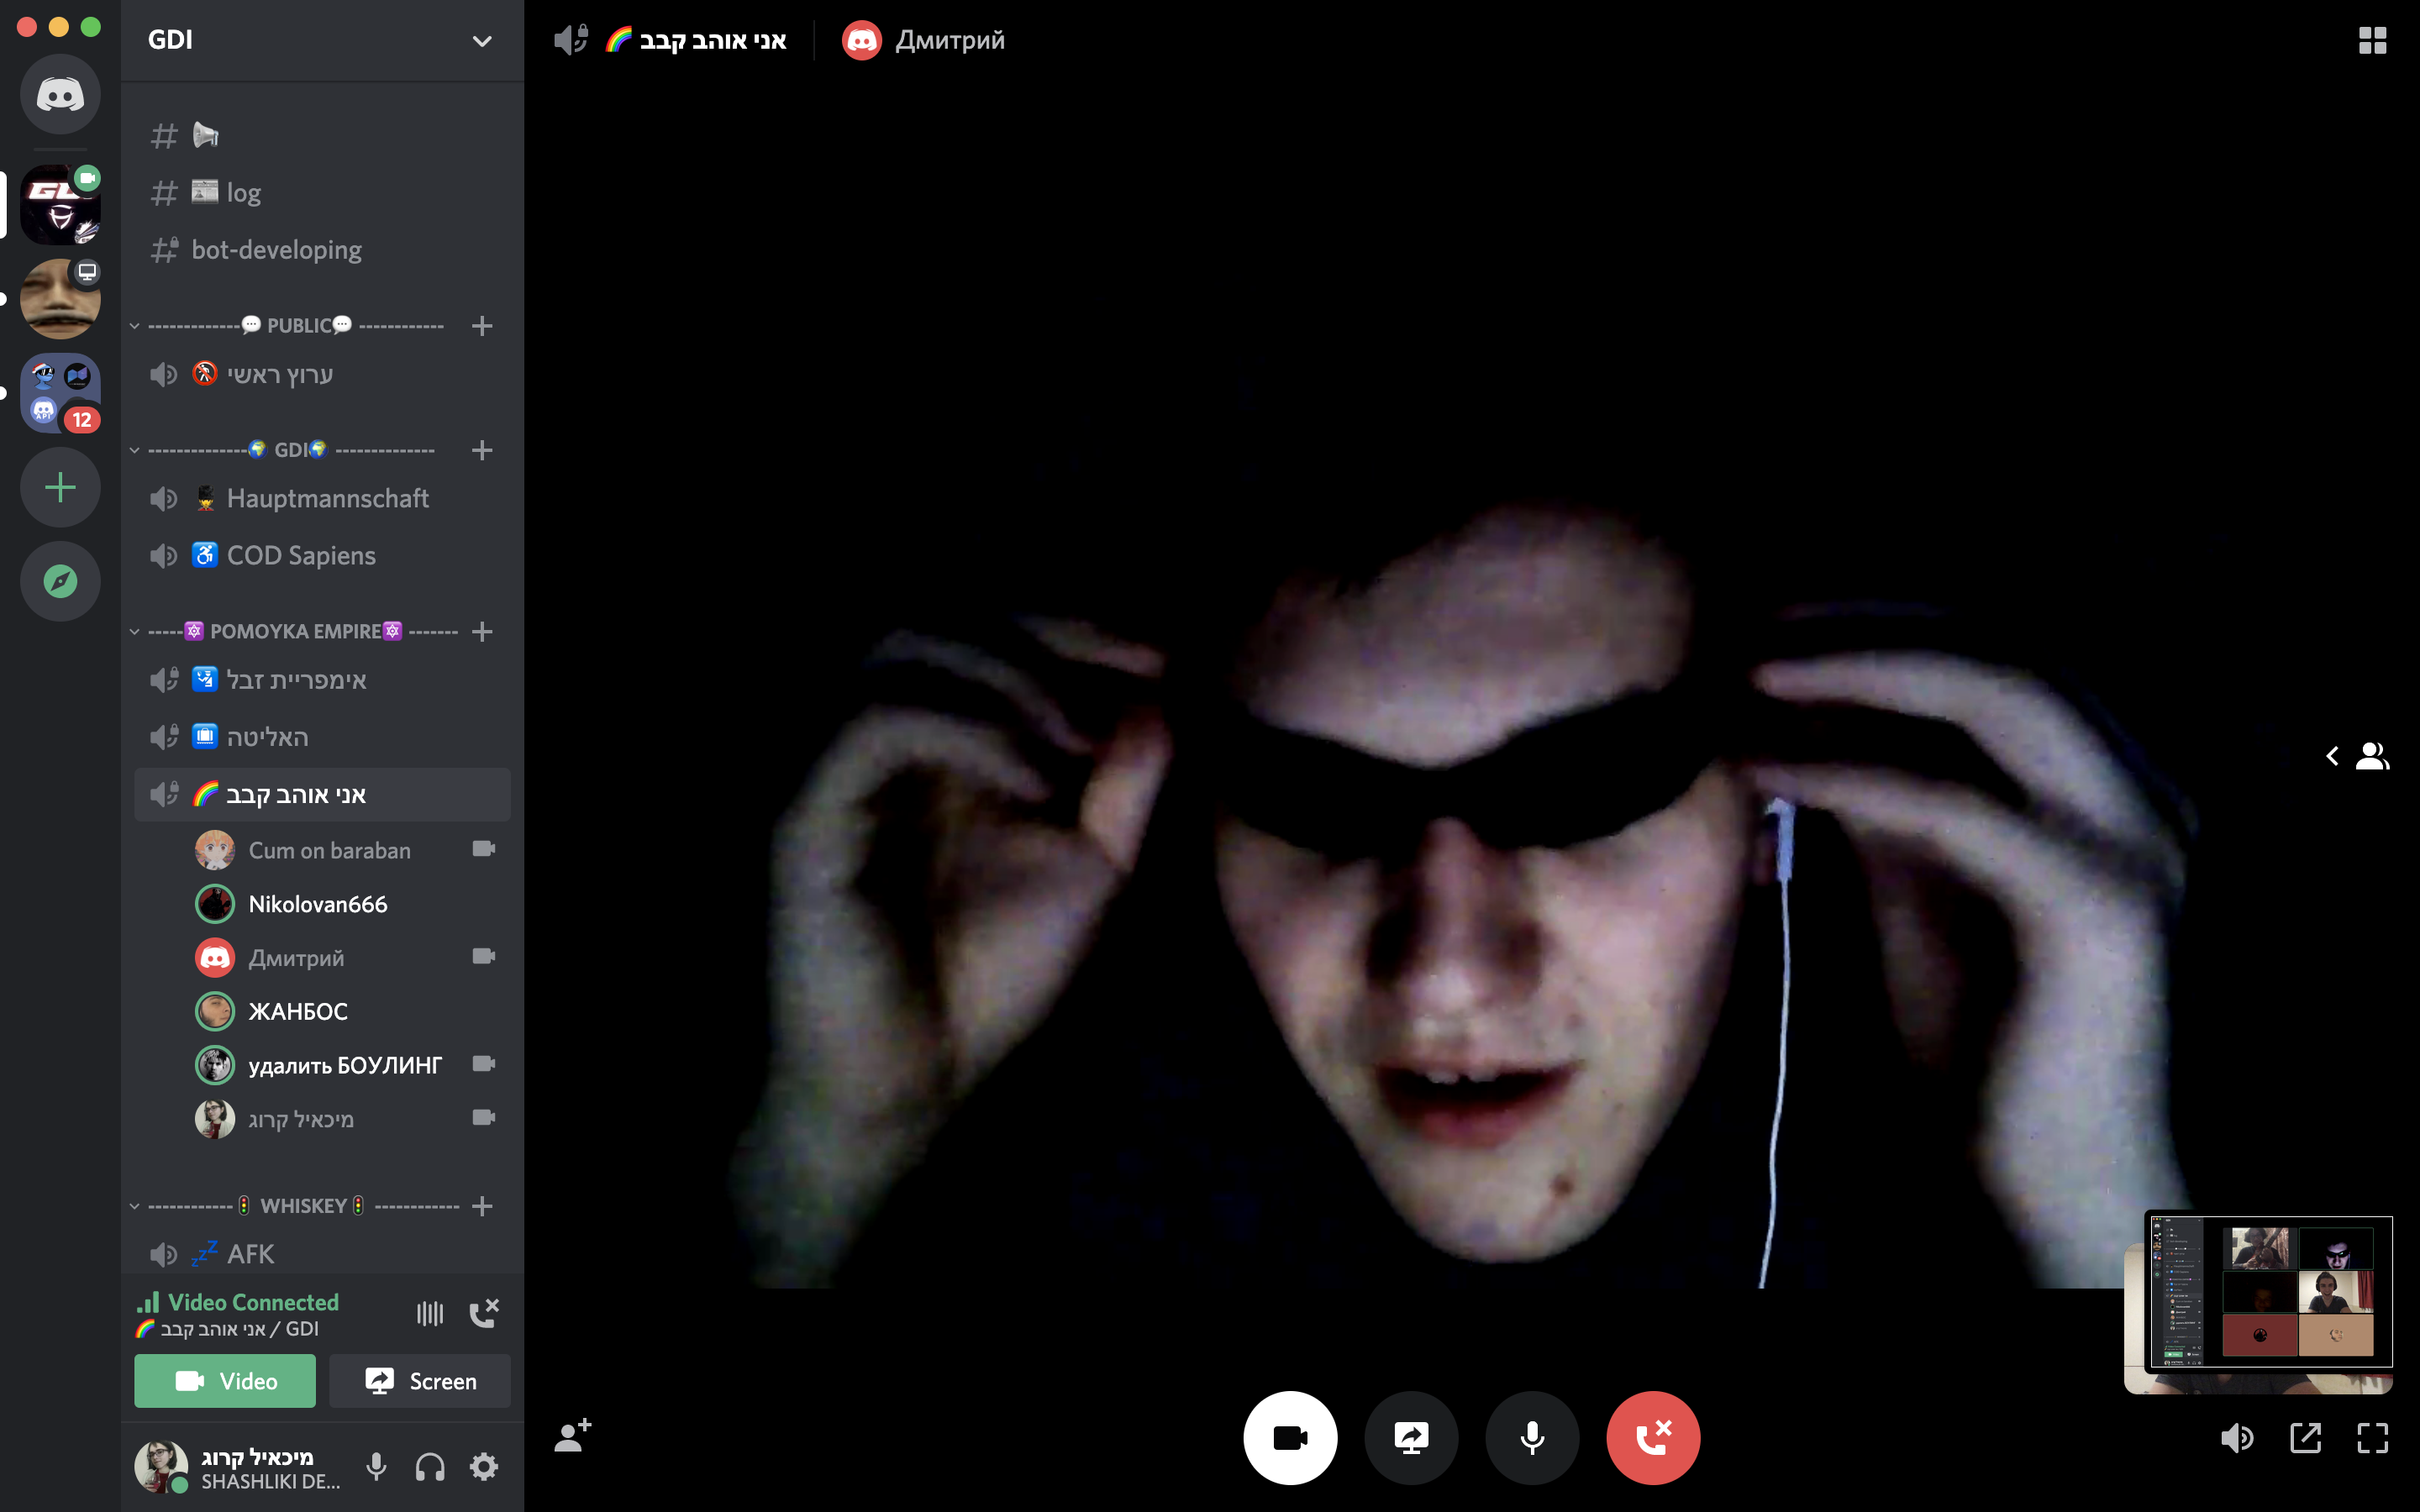 GDI
log
bot-developing
-------------💬 PUBLIC💬 ------------
ערוץ ראשי
--------------🌍 GDI🌍 --------------
Hauptmannschaft
COD Sapiens
-----🔯 POMOYKA EMPIRE🔯 -------
אימפריית זבל
האליטה
אני אוהב קבב
Cum on baraban
Nikolovan666
Дмитрий
ЖАНБОС
удалить БОУЛИНГ
מיכאיל קרוג
------------🚦 WHISKEY🚦 ------------
💤 AFK
Video Connected
אני אוהב קבב / GDI
Video
Screen
מיכאיל קרוג
SHASHLIKI DE...
12
API
אני אוהב קבב
Дмитрий